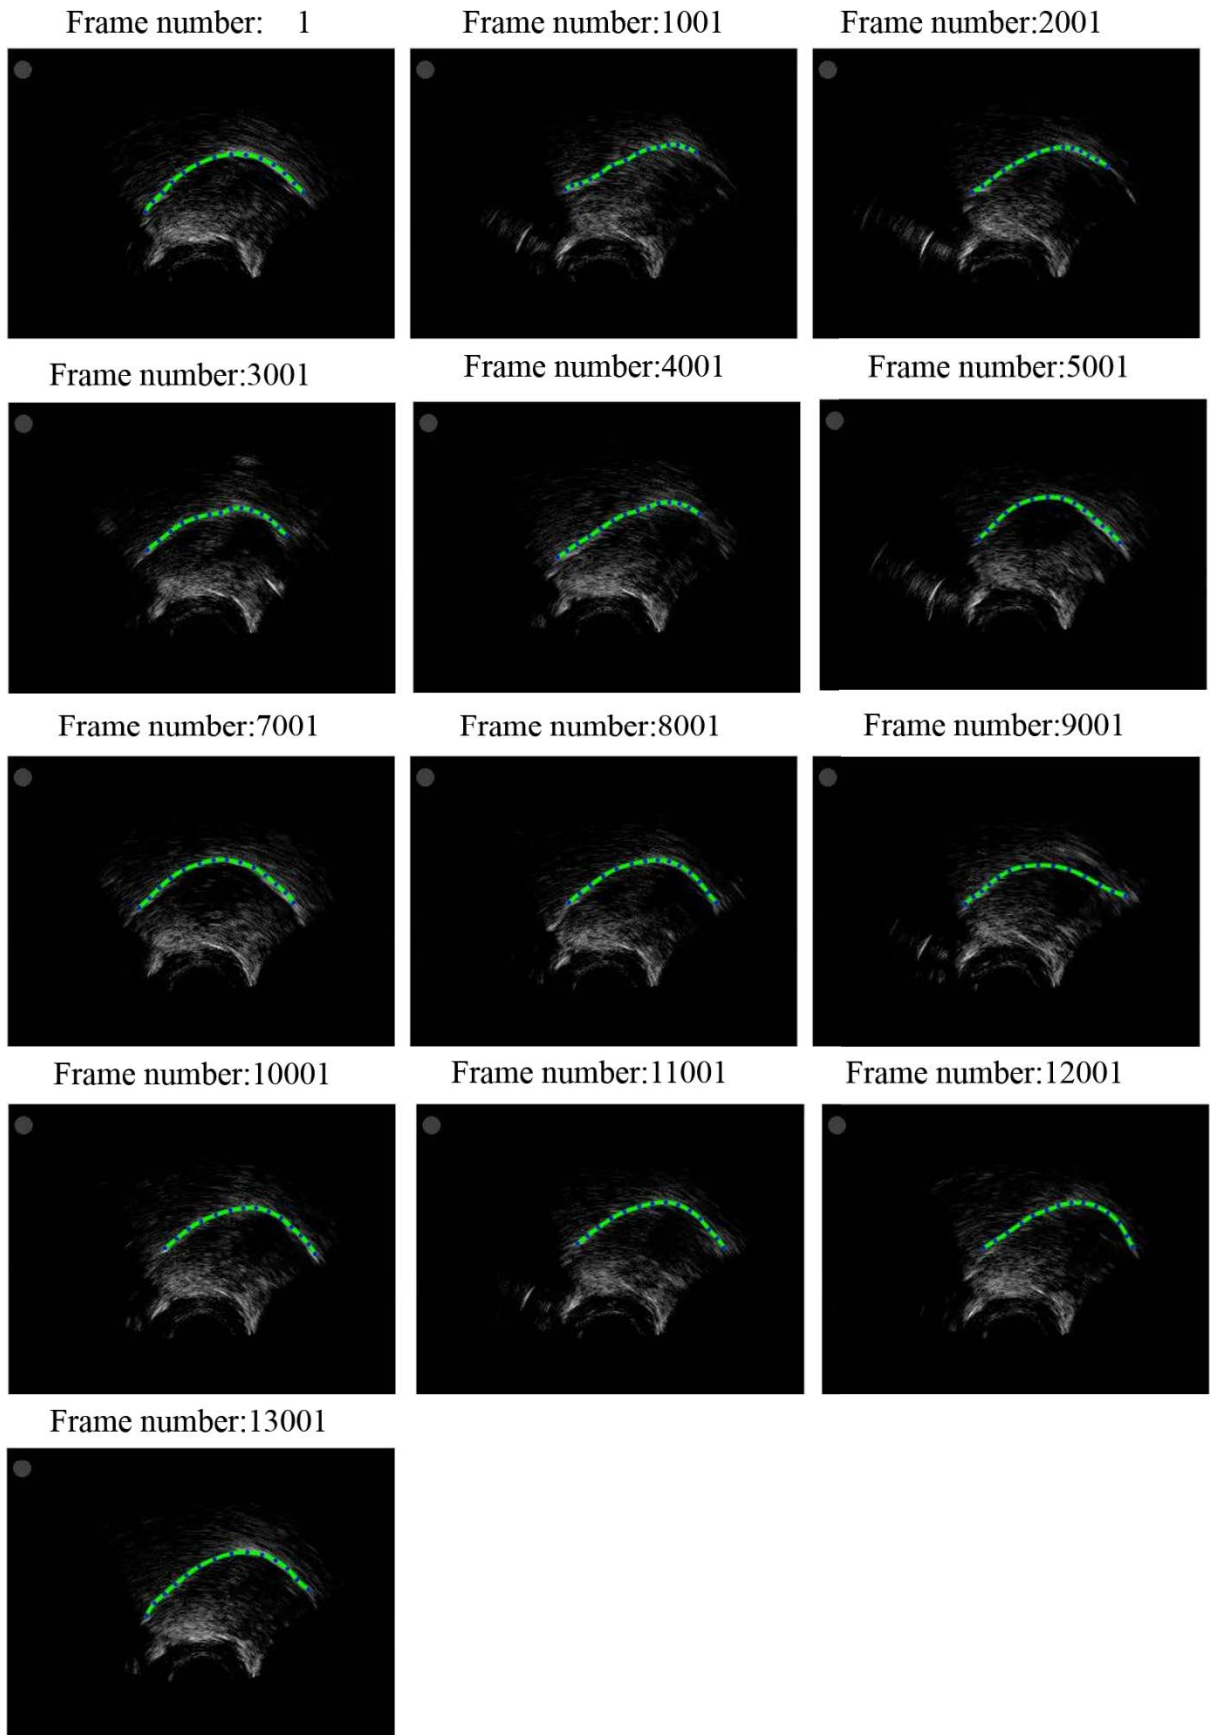 Frame number:   1
Frame number:1001
Frame number:2001
Frame number:3001
Frame number:4001
Frame number:5001
Frame number:7001
Frame number:8001
Frame number:9001
Frame number:10001
Frame number:11001
Frame number:12001
Frame number:13001